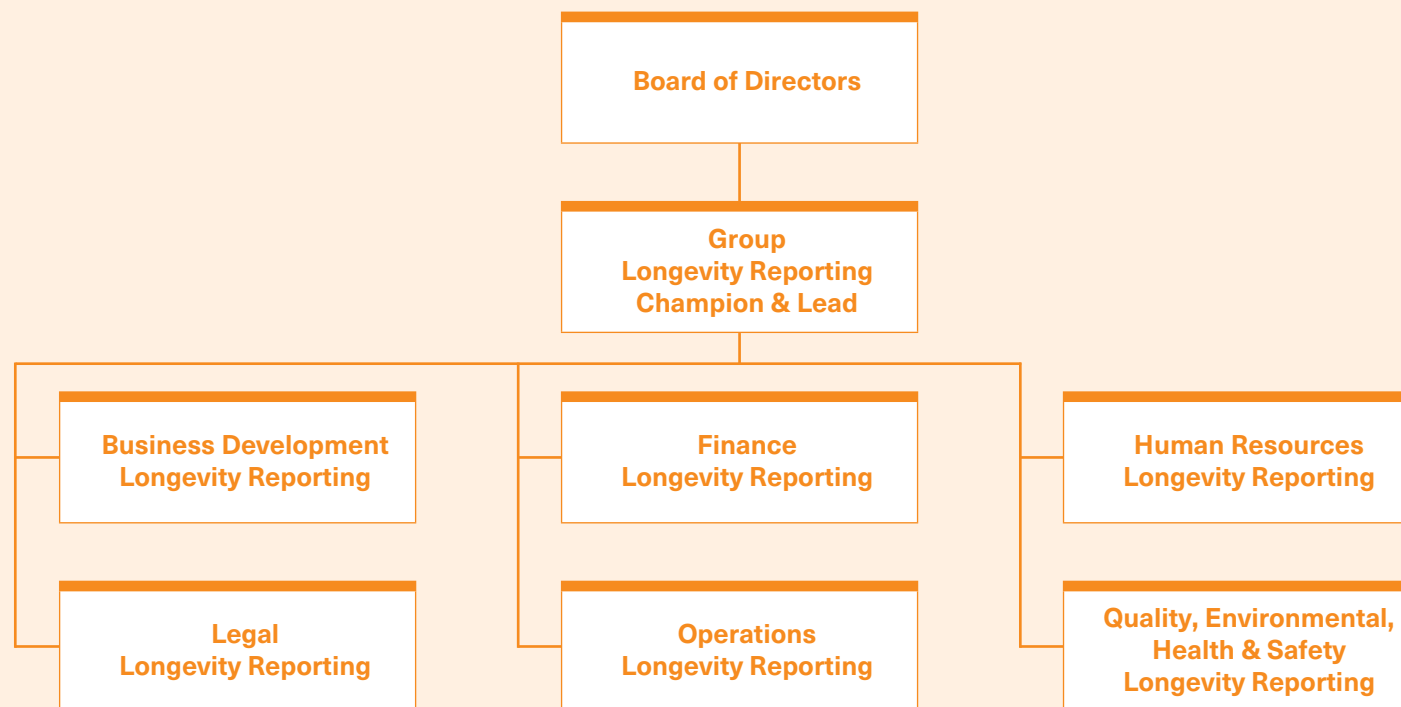 Board of Directors
Group
Longevity Reporting
Champion & Lead
Business Development
Longevity Reporting
Finance
Longevity Reporting
Human Resources
Longevity Reporting
Legal
Longevity Reporting
Operations
Longevity Reporting
Quality, Environmental,
Health & Safety
Longevity Reporting